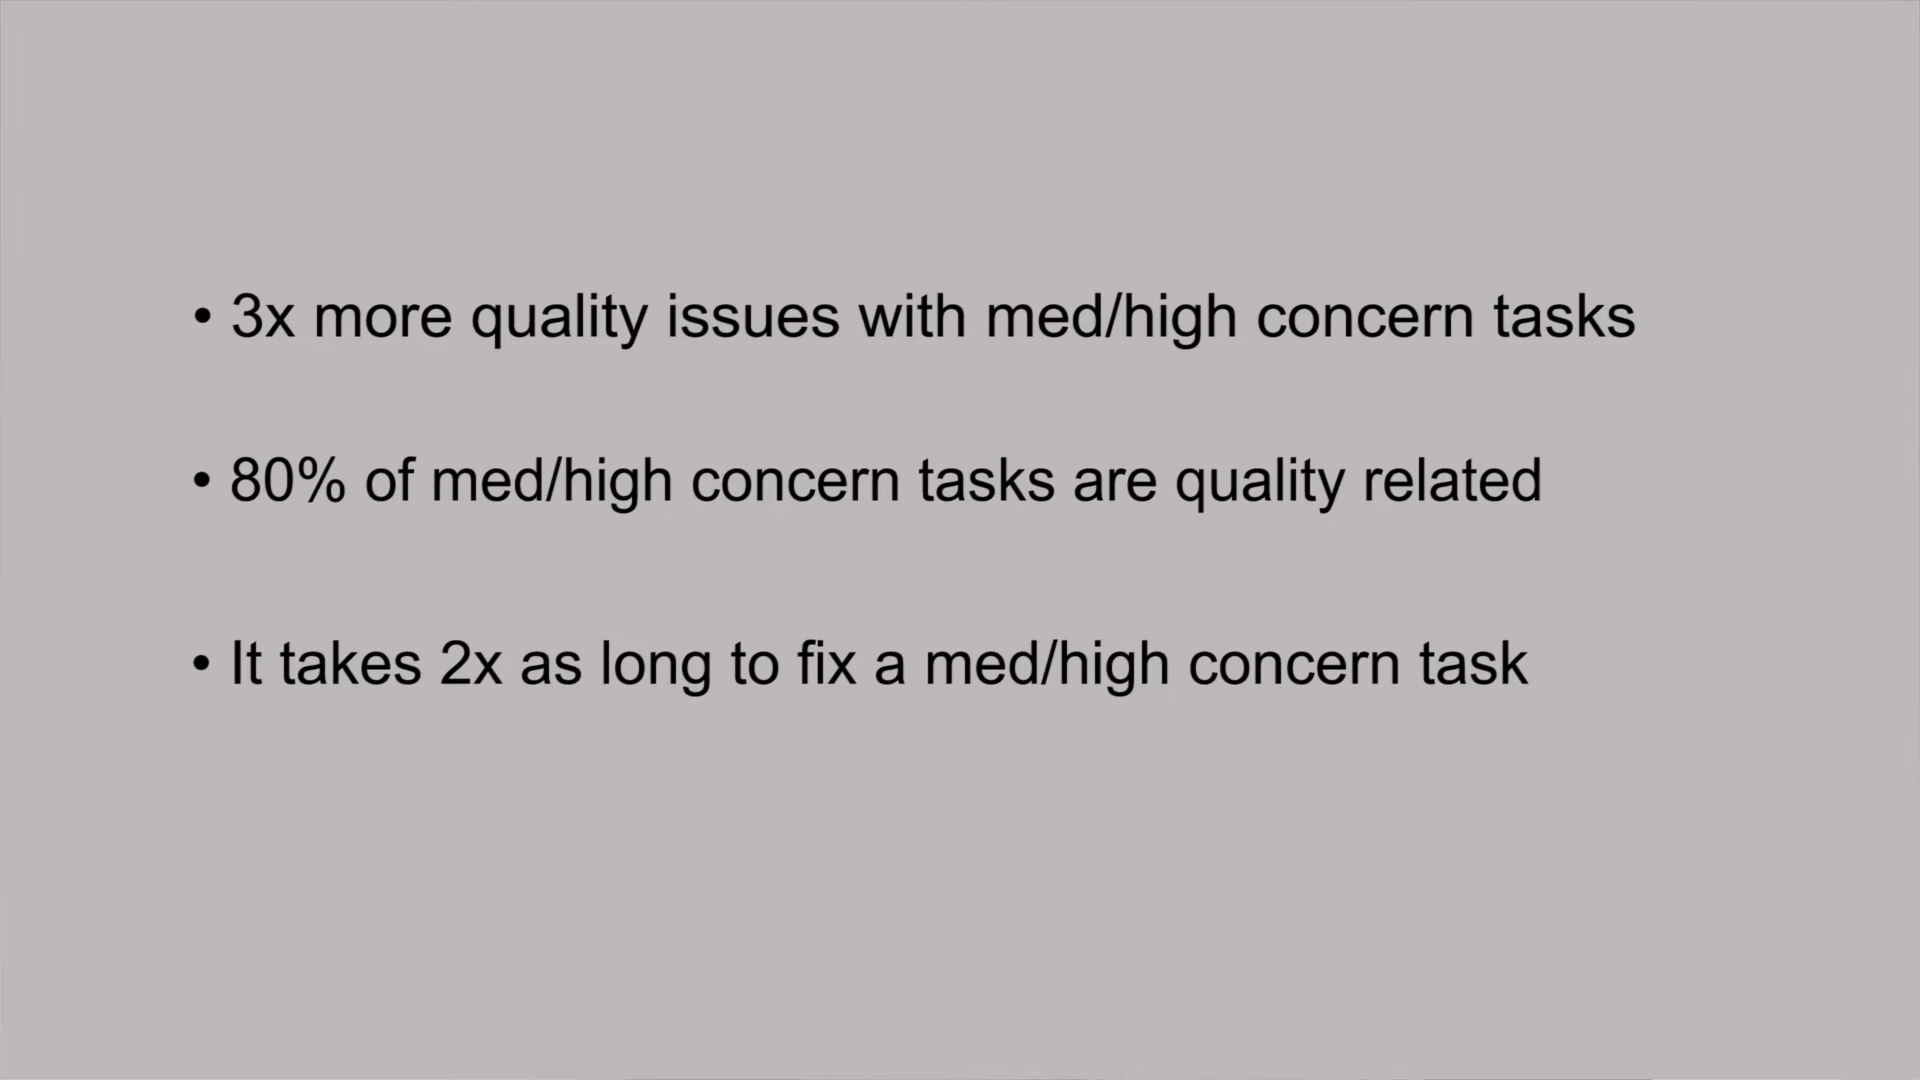 • 3x more quality issues with med/high concern tasks
• 80% of med/high concern tasks are quality related
• It takes 2x as long to fix a med/high concern task